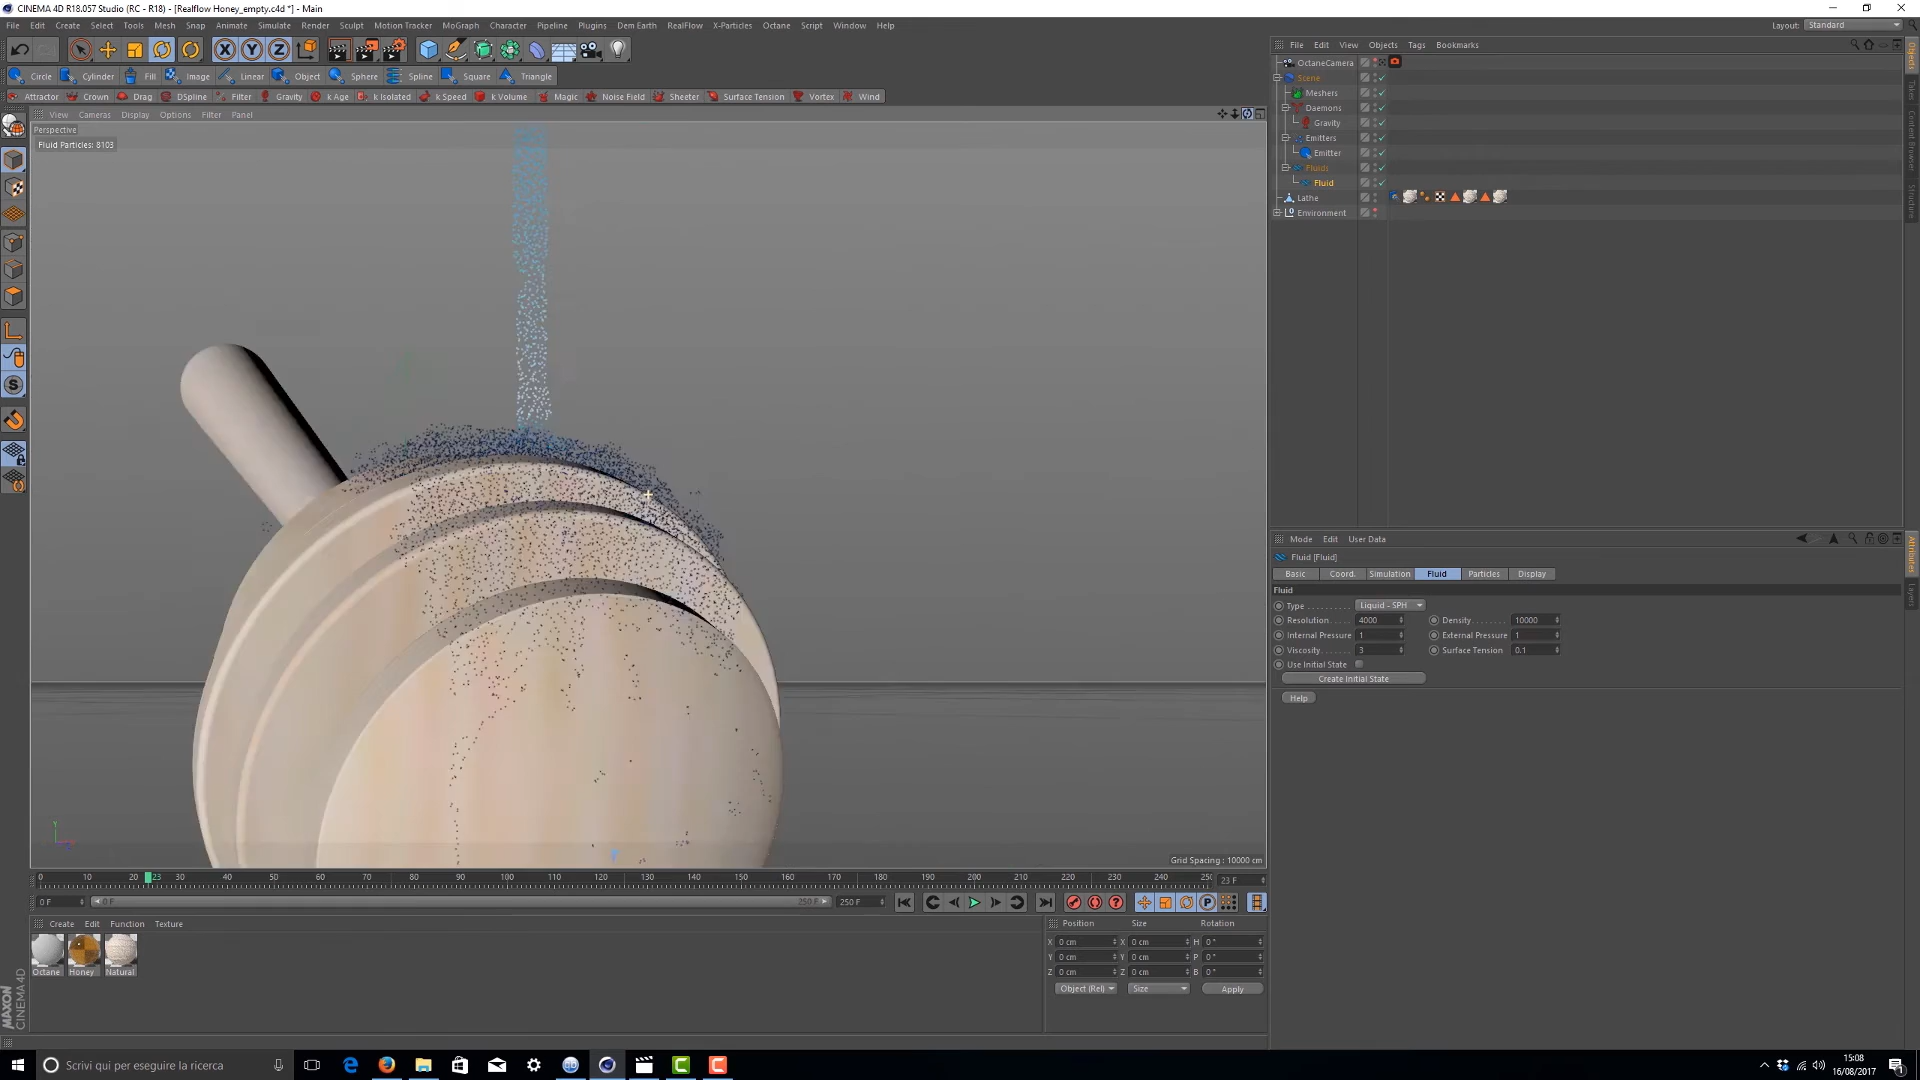 CINEMA 4D R18.057 Studio (RC - R18) - [Realflow Honey_empty.c4d *] - Main
File Edit Create Select Tools Mesh Snap Animate Simulate Render Sculpt Motion Tracker MoGraph Character Pipeline Plugins Dem Earth RealFlow X-Particles Octane Script Window Help
Layout: Standard
Circle Cylinder Fill Image Linear Object Sphere Spline Square Triangle
Attractor Crown Drag DSpline Filter Gravity k Age k Isolated k Speed k Volume Magic Noise Field Sheeter Surface Tension Vortex Wind
View Cameras Display Options Filter Panel
Perspective
Fluid Particles: 8103
Grid Spacing : 10000 cm
File Edit View Objects Tags Bookmarks
OctaneCamera
Scene
Meshers
Daemons
Gravity
Emitters
Emitter
Fluids
Fluid
Lathe
Environment
Objects
Takes
Content Browser
Structure
Mode Edit User Data
Fluid [Fluid]
Basic Coord. Simulation Fluid Particles Display
Fluid
Type Liquid - SPH
Resolution 4000 Density 10000
Internal Pressure 1 External Pressure 1
Viscosity 3 Surface Tension 0.1
Use Initial State
Create Initial State
Help
Attributes
Layers
0 10 20 23 30 40 50 60 70 80 90 100 110 120 130 140 150 160 170 180 190 200 210 220 230 240 250 23 F
0 F 0 F 250 F 250 F
Create Edit Function Texture
Octane Honey Natural
MAXON
CINEMA 4D
Position Size Rotation
X 0 cm X 0 cm H 0 °
Y 0 cm Y 0 cm P 0 °
Z 0 cm Z 0 cm B 0 °
Object (Rel) Size Apply
Scrivi qui per eseguire la ricerca
15:08
16/08/2017